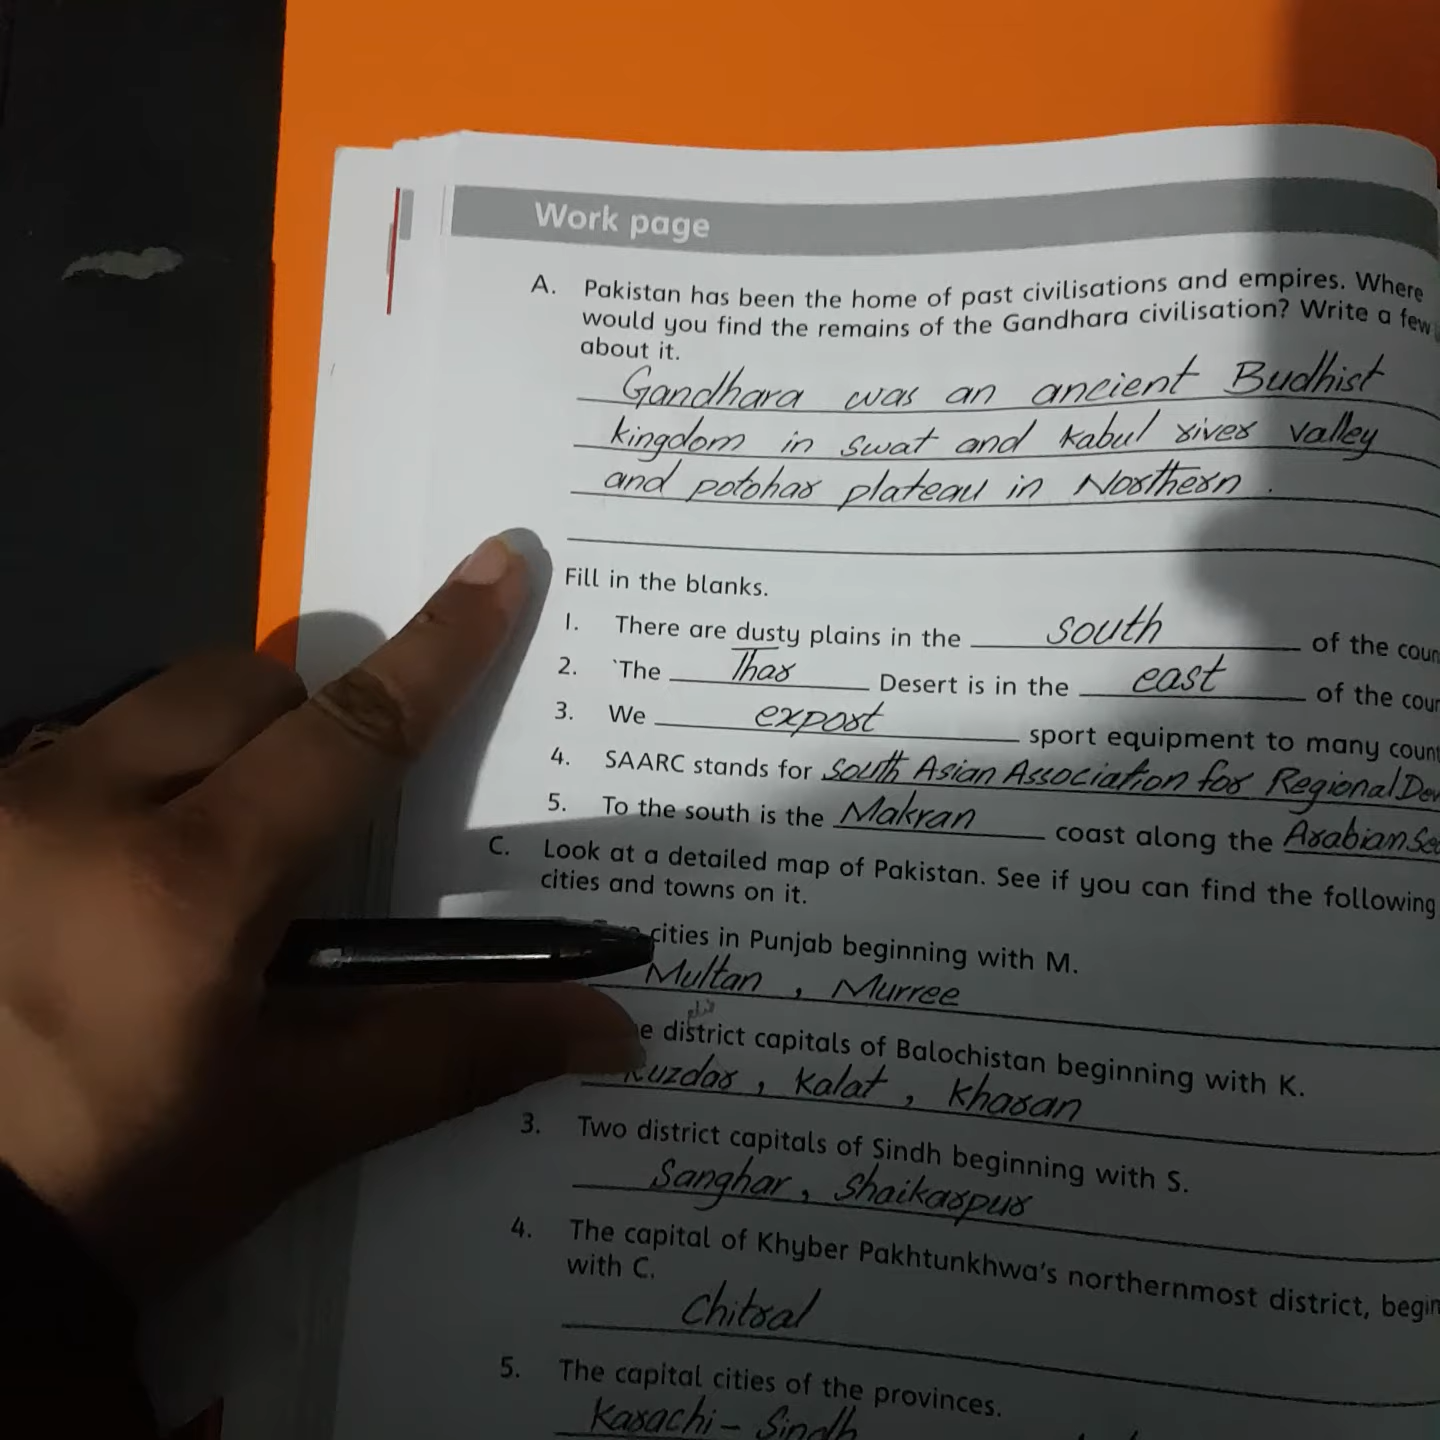 Work page
A. Pakistan has been the home of past civilisations and empires. Where
would you find the remains of the Gandhara civilisation? Write a few
about it.
Gandhara was an ancient Budhist
kingdom in swat and kabul river valley
and potohar plateau in Northern.
Fill in the blanks.
1. There are dusty plains in the south of the coun
2. The Thar Desert is in the east of the coun
3. We export sport equipment to many coun
4. SAARC stands for south Asian Association for Regional Dev
5. To the south is the Makran coast along the Arabian Sea
C. Look at a detailed map of Pakistan. See if you can find the following
cities and towns on it.
cities in Punjab beginning with M.
Multan , Murree
district capitals of Balochistan beginning with K.
Kuzdar , kalat , kharan
3. Two district capitals of Sindh beginning with S.
Sanghar , Shaikarpur
4. The capital of Khyber Pakhtunkhwa's northernmost district, begin
with C.
Chitral
5. The capital cities of the provinces.
Karachi – Sindh